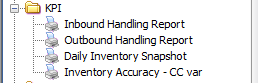 KPI
Inbound Handling Report
Outbound Handling Report
Daily Inventory Snapshot
Inventory Accuracy - CC var